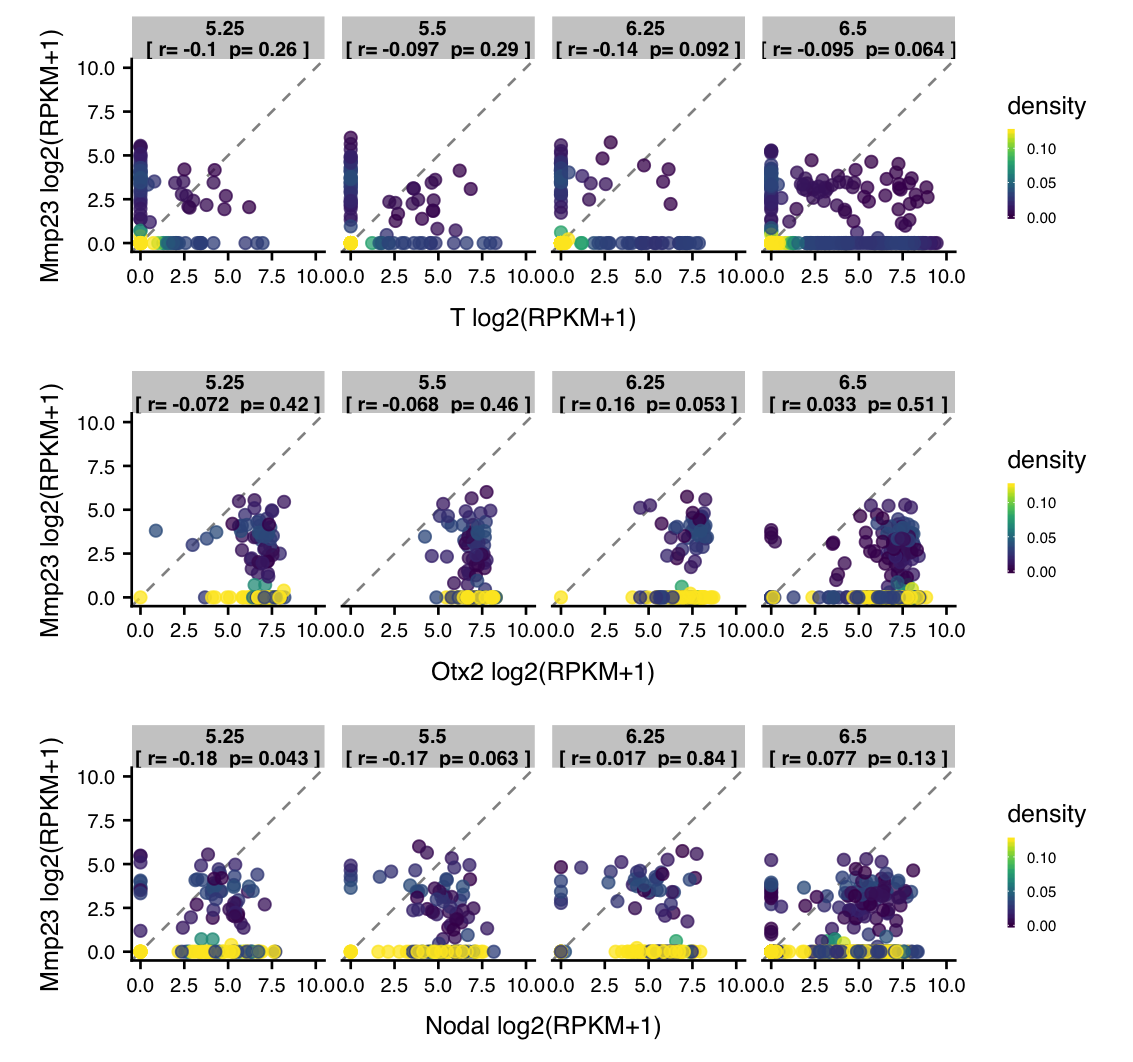 5.25 5.5 6.25 6.5
[ r= -0.1 p= 0.26 ] [ r= -0.097 p= 0.29 ] [ r= -0.14 p= 0.092 ] [ r= -0.095 p= 0.064 ]
Mmp23 log2(RPKM+1)
10.0
7.5
5.0
2.5
0.0
0.0 2.5 5.0 7.5 10.0 0.0 2.5 5.0 7.5 10.0 0.0 2.5 5.0 7.5 10.0 0.0 2.5 5.0 7.5 10.0
T log2(RPKM+1)
density
0.10
0.05
0.00
5.25 5.5 6.25 6.5
[ r= -0.072 p= 0.42 ] [ r= -0.068 p= 0.46 ] [ r= 0.16 p= 0.053 ] [ r= 0.033 p= 0.51 ]
Mmp23 log2(RPKM+1)
10.0
7.5
5.0
2.5
0.0
0.0 2.5 5.0 7.5 10.0 0.0 2.5 5.0 7.5 10.0 0.0 2.5 5.0 7.5 10.0 0.0 2.5 5.0 7.5 10.0
Otx2 log2(RPKM+1)
density
0.10
0.05
0.00
5.25 5.5 6.25 6.5
[ r= -0.18 p= 0.043 ] [ r= -0.17 p= 0.063 ] [ r= 0.017 p= 0.84 ] [ r= 0.077 p= 0.13 ]
Mmp23 log2(RPKM+1)
10.0
7.5
5.0
2.5
0.0
0.0 2.5 5.0 7.5 10.0 0.0 2.5 5.0 7.5 10.0 0.0 2.5 5.0 7.5 10.0 0.0 2.5 5.0 7.5 10.0
Nodal log2(RPKM+1)
density
0.10
0.05
0.00